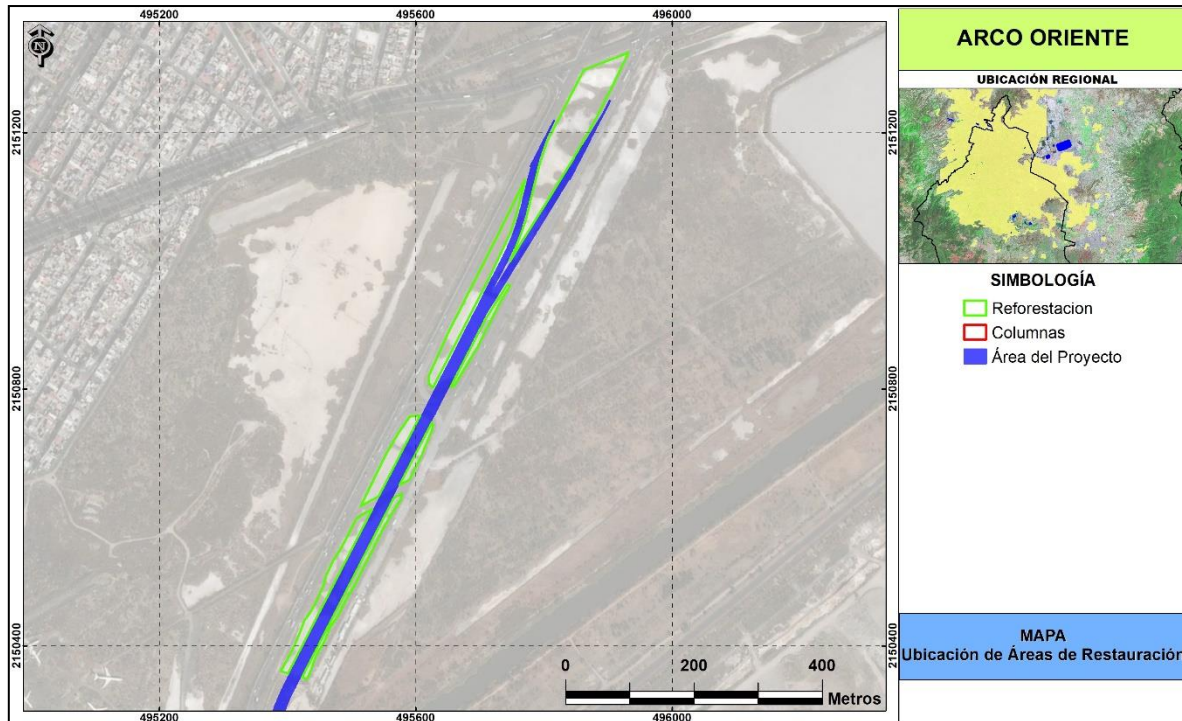 495200 495600 496000
N
ARCO ORIENTE
UBICACIÓN REGIONAL
2151200 2151200
SIMBOLOGÍA
Reforestacion
Columnas
Área del Proyecto
2150800 2150800
2150400 2150400
MAPA
Ubicación de Áreas de Restauración
0 200 400
Metros
495200 495600 496000